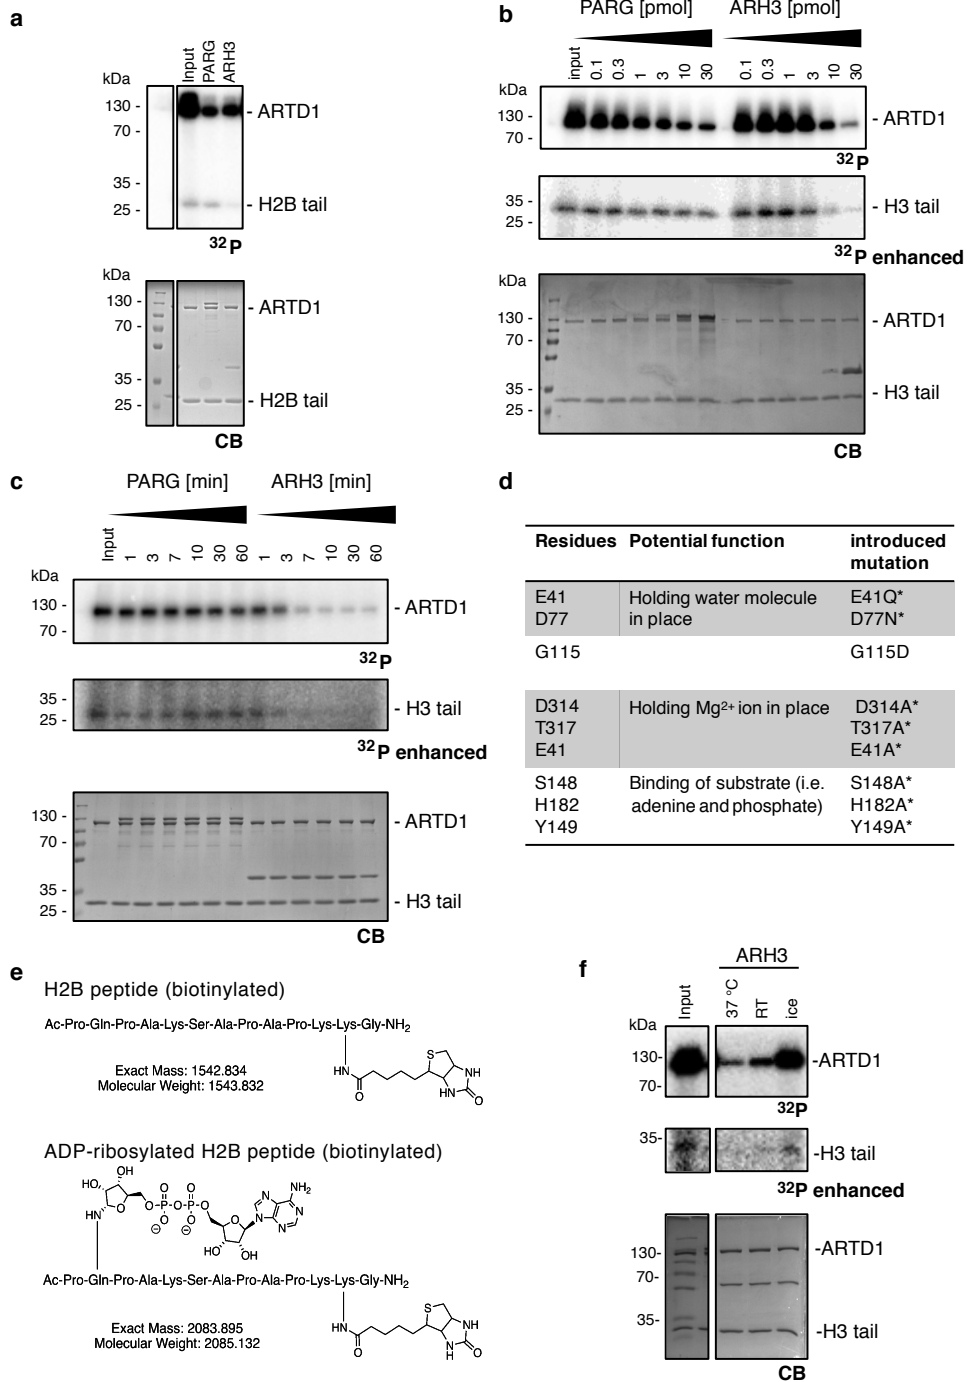 a
Input
PARG
ARH3
kDa
130 -
70 -
35 -
25 -
- ARTD1
- H2B tail
32P
kDa
130 -
70 -
35 -
25 -
- ARTD1
- H2B tail
CB
b
PARG [pmol] ARH3 [pmol]
input 0.1 0.3 1 3 10 30 0.1 0.3 1 3 10 30
kDa
130 -
70 -
- ARTD1
32P
35 -
25 -
- H3 tail
32P enhanced
kDa
130 -
70 -
35 -
25 -
- ARTD1
- H3 tail
CB
c
PARG [min] ARH3 [min]
Input 1 3 7 10 30 60 1 3 7 10 30 60
kDa
130 -
70 -
- ARTD1
32P
35 -
25 -
- H3 tail
32P enhanced
130 -
70 -
35 -
25 -
- ARTD1
- H3 tail
CB
d
Residues Potential function introduced
mutation
E41 Holding water molecule E41Q*
D77 in place D77N*
G115 G115D
D314 Holding Mg2+ ion in place D314A*
T317 T317A*
E41 E41A*
S148 Binding of substrate (i.e. S148A*
H182 adenine and phosphate) H182A*
Y149 Y149A*
e
H2B peptide (biotinylated)
Ac-Pro-Gln-Pro-Ala-Lys-Ser-Ala-Pro-Ala-Pro-Lys-Lys-Gly-NH2
Exact Mass: 1542.834
Molecular Weight: 1543.832
HN
O
S
NH
HN
O
ADP-ribosylated H2B peptide (biotinylated)
OH
HO
O
HN
O
O
P
O
⊖
O
O
P
O
⊖
O
O
HO
OH
N
N
N
N
NH2
Ac-Pro-Gln-Pro-Ala-Lys-Ser-Ala-Pro-Ala-Pro-Lys-Lys-Gly-NH2
Exact Mass: 2083.895
Molecular Weight: 2085.132
HN
O
S
NH
N
H
O
f
ARH3
Input
37 °C
RT
ice
kDa
130-
70-
-ARTD1
32P
35-
-H3 tail
32P enhanced
130-
70-
35-
-ARTD1
-H3 tail
CB